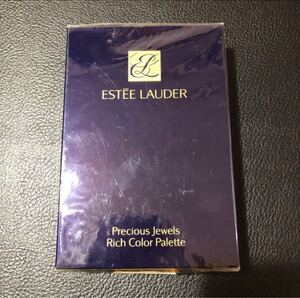 EL
ESTĒE LAUDER
Precious Jewels
Rich Color Palette